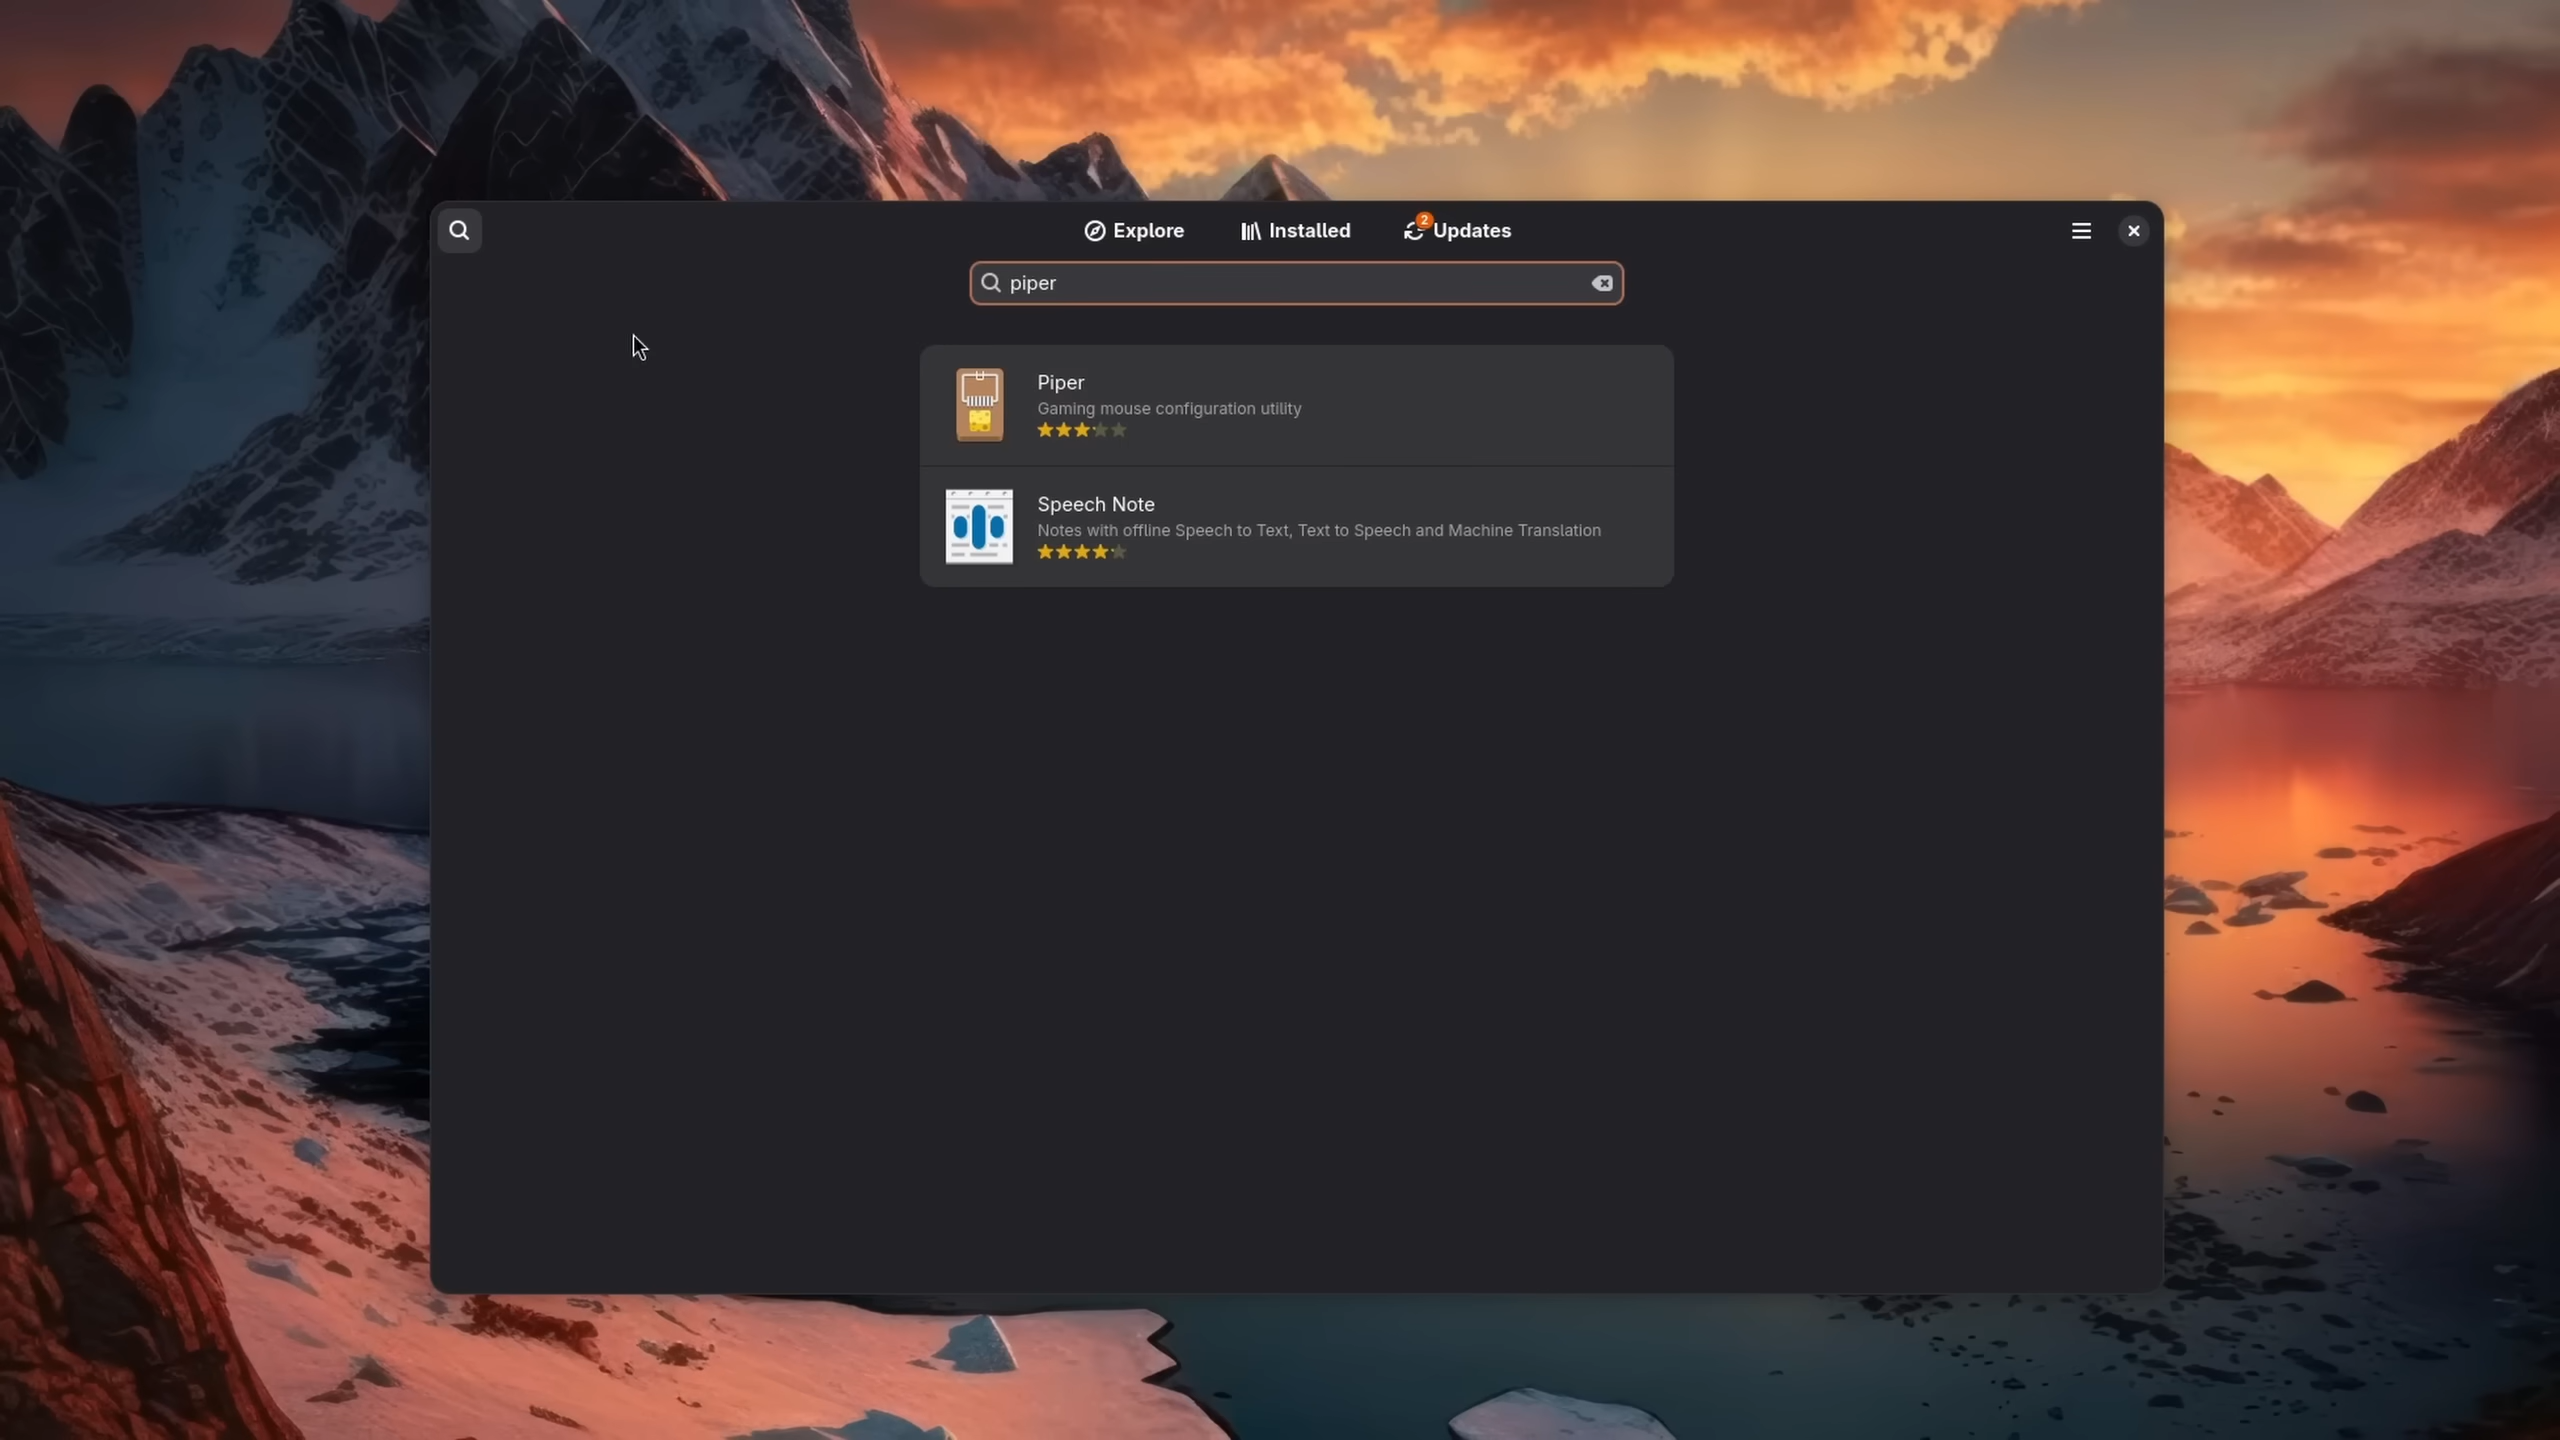 Explore
Installed
2
Updates
piper
Piper
Gaming mouse configuration utility
Speech Note
Notes with offline Speech to Text, Text to Speech and Machine Translation